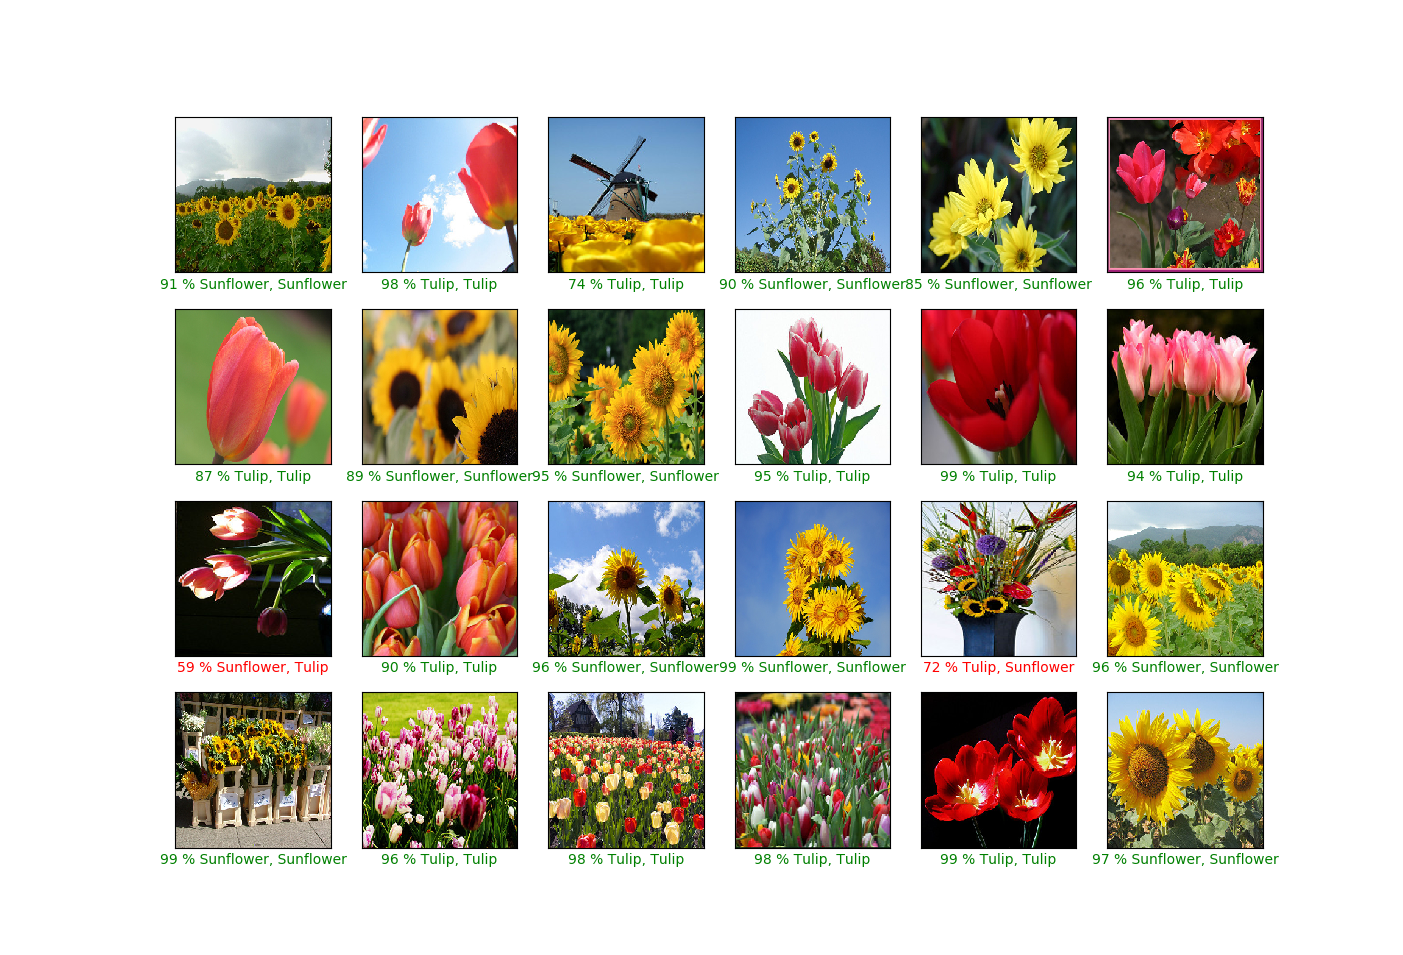 91 % Sunflower, Sunflower
98 % Tulip, Tulip
74 % Tulip, Tulip
90 % Sunflower, Sunflower
85 % Sunflower, Sunflower
96 % Tulip, Tulip
87 % Tulip, Tulip
89 % Sunflower, Sunflower
95 % Sunflower, Sunflower
95 % Tulip, Tulip
99 % Tulip, Tulip
94 % Tulip, Tulip
59 % Sunflower, Tulip
90 % Tulip, Tulip
96 % Sunflower, Sunflower
99 % Sunflower, Sunflower
72 % Tulip, Sunflower
96 % Sunflower, Sunflower
99 % Sunflower, Sunflower
96 % Tulip, Tulip
98 % Tulip, Tulip
98 % Tulip, Tulip
99 % Tulip, Tulip
97 % Sunflower, Sunflower